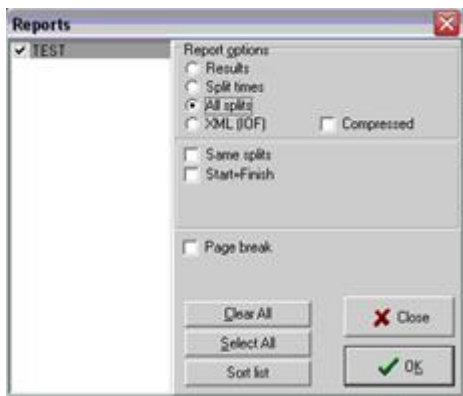 Reports
TEST
Report options
Results
Split times
All splits
XML (IOF)
Compressed
Same splits
Start=Finish
Page break
Clear All
Select All
Sort list
Close
OK